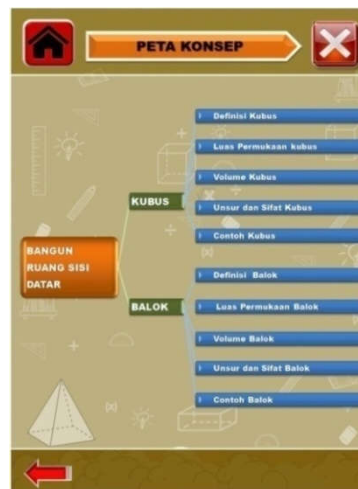 PETA KONSEP
Definisi Kubus
Luas Permukaan kubus
Volume Kubus
KUBUS
Unsur dan Sifat Kubus
Contoh Kubus
BANGUN
RUANG SISI
DATAR
Definisi Balok
BALOK
Luas Permukaan Balok
Volume Balok
Unsur dan Sifat Balok
Contoh Balok